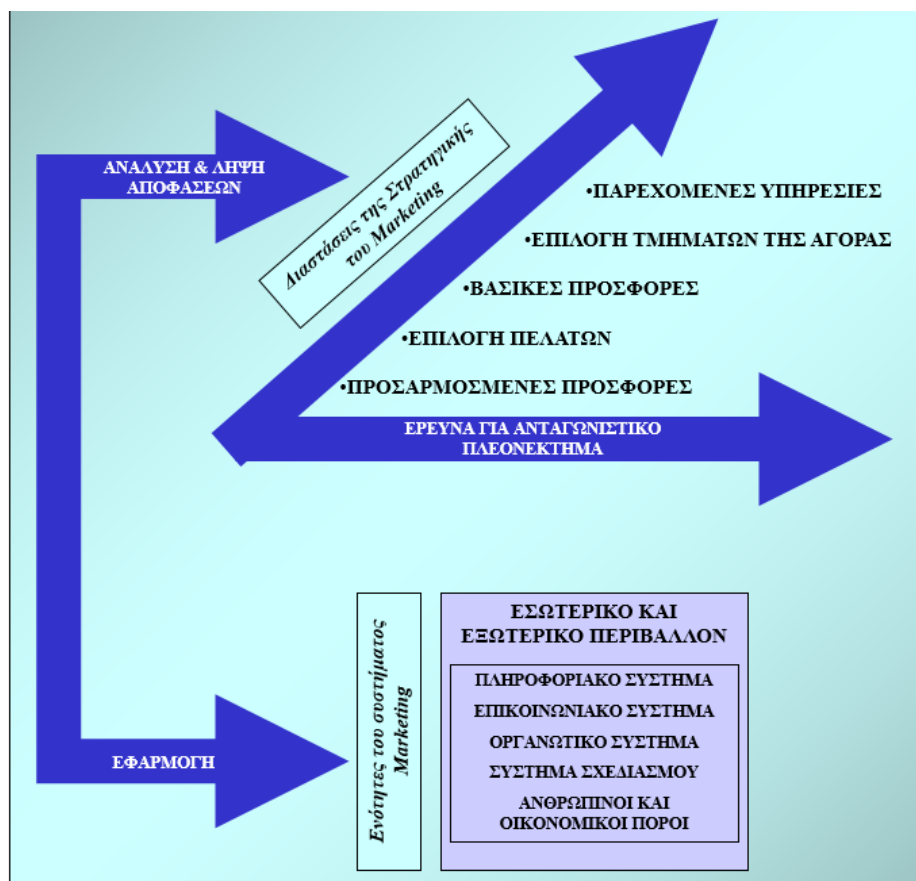 ΑΝΑΛΥΣΗ & ΛΗΨΗ
ΑΠΟΦΑΣΕΩΝ
Διαστάσεις της Στρατηγικής
του Marketing
•ΠΑΡΕΧΟΜΕΝΕΣ ΥΠΗΡΕΣΙΕΣ
•ΕΠΙΛΟΓΗ ΤΜΗΜΑΤΩΝ ΤΗΣ ΑΓΟΡΑΣ
•ΒΑΣΙΚΕΣ ΠΡΟΣΦΟΡΕΣ
•ΕΠΙΛΟΓΗ ΠΕΛΑΤΩΝ
•ΠΡΟΣΑΡΜΟΣΜΕΝΕΣ ΠΡΟΣΦΟΡΕΣ
ΕΡΕΥΝΑ ΓΙΑ ΑΝΤΑΓΩΝΙΣΤΙΚΟ
ΠΛΕΟΝΕΚΤΗΜΑ
ΕΦΑΡΜΟΓΗ
Ενότητες του συστήματος
Marketing
ΕΣΩΤΕΡΙΚΟ ΚΑΙ
ΕΞΩΤΕΡΙΚΟ ΠΕΡΙΒΑΛΛΟΝ
ΠΛΗΡΟΦΟΡΙΑΚΟ ΣΥΣΤΗΜΑ
ΕΠΙΚΟΙΝΩΝΙΑΚΟ ΣΥΣΤΗΜΑ
ΟΡΓΑΝΩΤΙΚΟ ΣΥΣΤΗΜΑ
ΣΥΣΤΗΜΑ ΣΧΕΔΙΑΣΜΟΥ
ΑΝΘΡΩΠΙΝΟΙ ΚΑΙ
ΟΙΚΟΝΟΜΙΚΟΙ ΠΟΡΟΙ